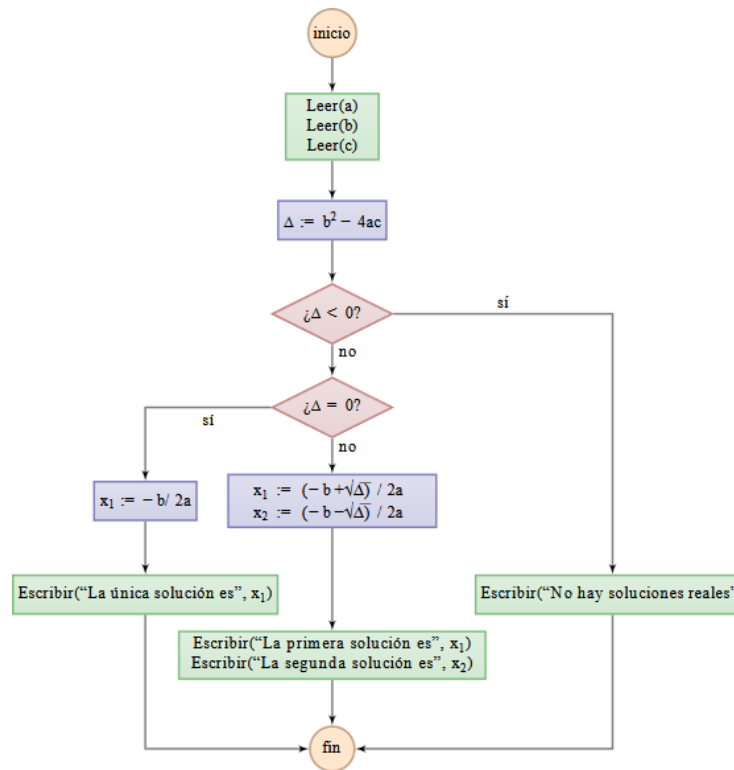 inicio
Leer(a)
Leer(b)
Leer(c)
Δ := b² − 4ac
¿Δ < 0?
sí
no
¿Δ = 0?
sí
no
x₁ := − b/ 2a
x₁ := (− b +√Δ) / 2a
x₂ := (− b −√Δ) / 2a
Escribir(“La única solución es”, x₁)
Escribir(“No hay soluciones reales”
Escribir(“La primera solución es”, x₁)
Escribir(“La segunda solución es”, x₂)
fin